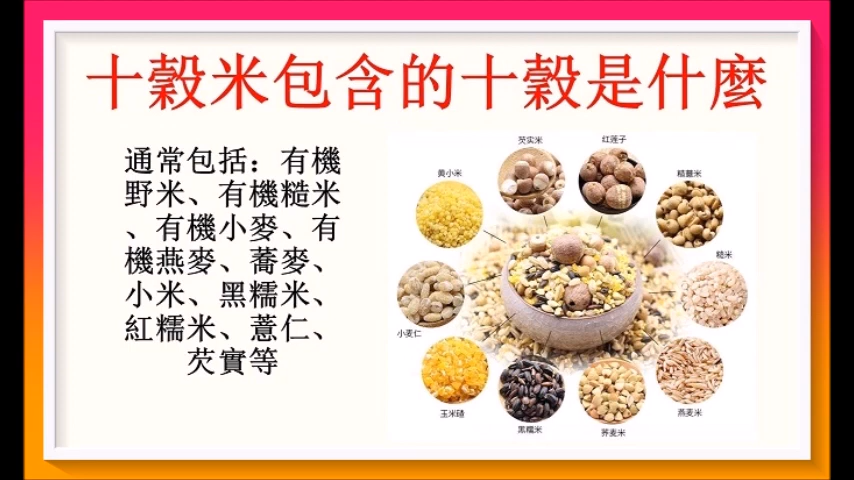 十穀米包含的十穀是什麼
通常包括：有機
野米、有機糙米
、有機小麥、有
機燕麥、蕎麥、
小米、黑糯米、
紅糯米、薏仁、
芡實等
芡实米
红莲子
黄小米
糙薏米
糙米
小麦仁
玉米碴
燕麦米
黑糯米
荞麦米